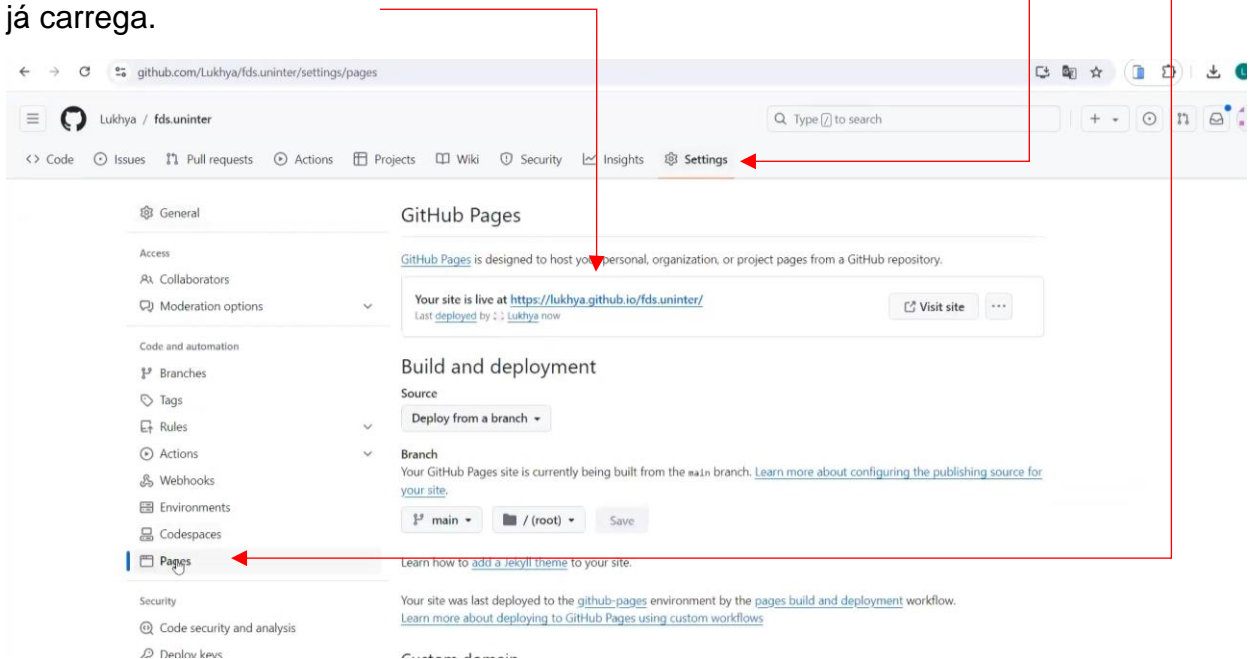 já carrega.
github.com/Lukhya/fds.uninter/settings/pages
Lukhya / fds.uninter
Type / to search
<> Code Issues Pull requests Actions Projects Wiki Security Insights Settings
General
Access
Collaborators
Moderation options
Code and automation
Branches
Tags
Rules
Actions
Webhooks
Environments
Codespaces
Pages
Security
Code security and analysis
Deploy keys
GitHub Pages
GitHub Pages is designed to host your personal, organization, or project pages from a GitHub repository.
Your site is live at https://lukhya.github.io/fds.uninter/
Last deployed by Lukhya now
Visit site
Build and deployment
Source
Deploy from a branch
Branch
Your GitHub Pages site is currently being built from the main branch. Learn more about configuring the publishing source for
your site.
main / (root) Save
Learn how to add a Jekyll theme to your site.
Your site was last deployed to the github-pages environment by the pages build and deployment workflow.
Learn more about deploying to GitHub Pages using custom workflows
Custom domain